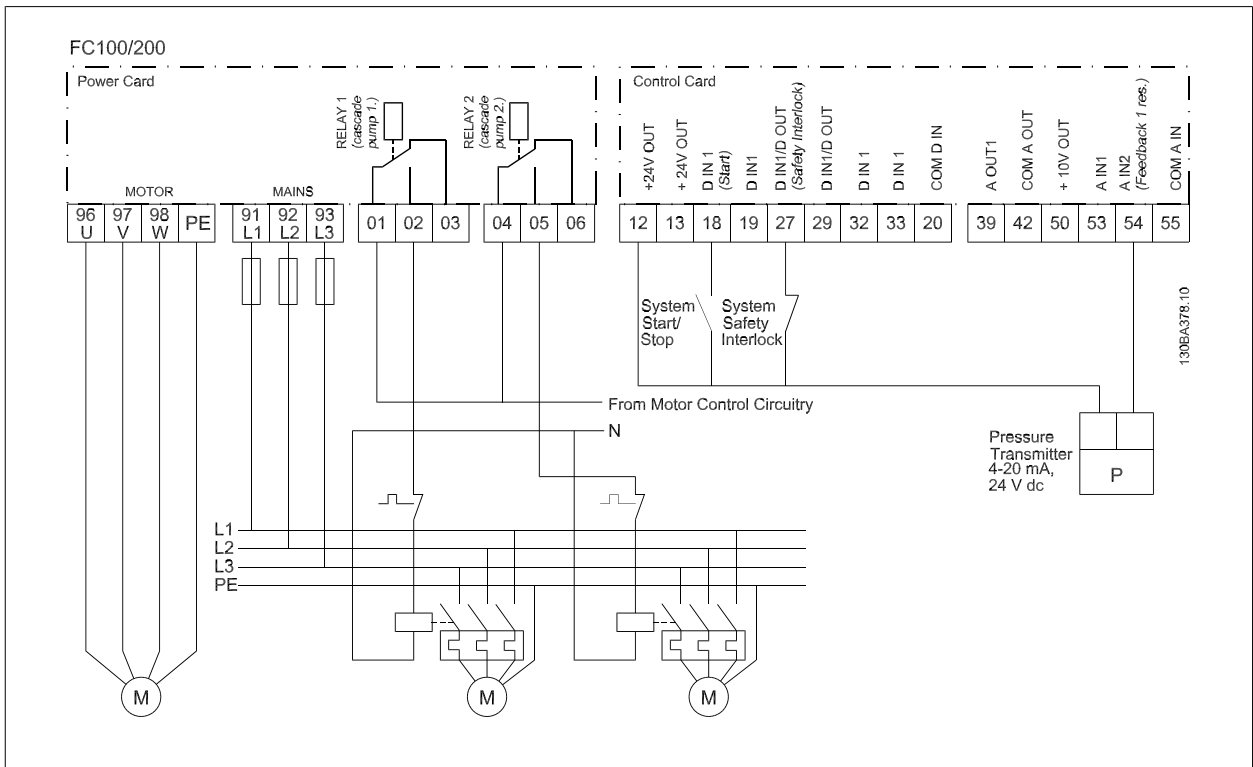 FC100/200
Power Card
Control Card
RELAY 1
(cascade
pump 1.)
RELAY 2
(cascade
pump 2.)
+24V OUT
+ 24V OUT
D IN 1
(Start)
D IN1
D IN1/D OUT
(Safety Interlock)
D IN1/D OUT
D IN 1
D IN 1
COM D IN
A OUT1
COM A OUT
+ 10V OUT
A IN1
A IN2
(Feedback 1 res.)
COM A IN
MOTOR
MAINS
96 97 98 PE
U V W
91 92 93
L1 L2 L3
01 02 03
04 05 06
12 13 18 19 27 29 32 33 20
39 42 50 53 54 55
System
Start/
Stop
System
Safety
Interlock
130BA378.10
From Motor Control Circuitry
N
Pressure
Transmitter
4-20 mA,
24 V dc
P
L1
L2
L3
PE
M
M
M